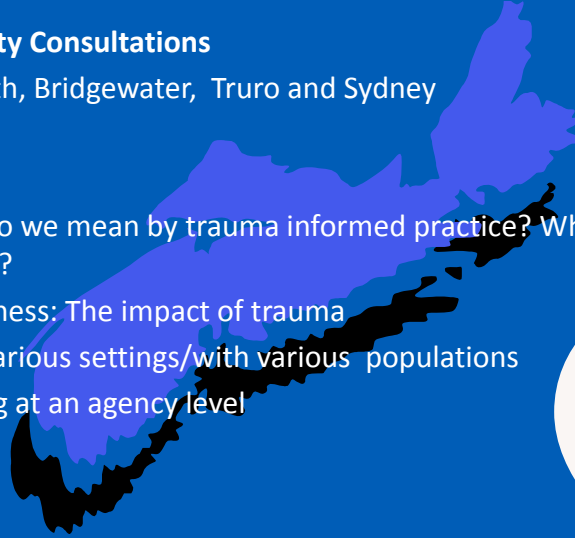 ty Consultations
th, Bridgewater, Truro and Sydney
o we mean by trauma informed practice? Wh
?
ness: The impact of trauma
arious settings/with various populations
g at an agency level